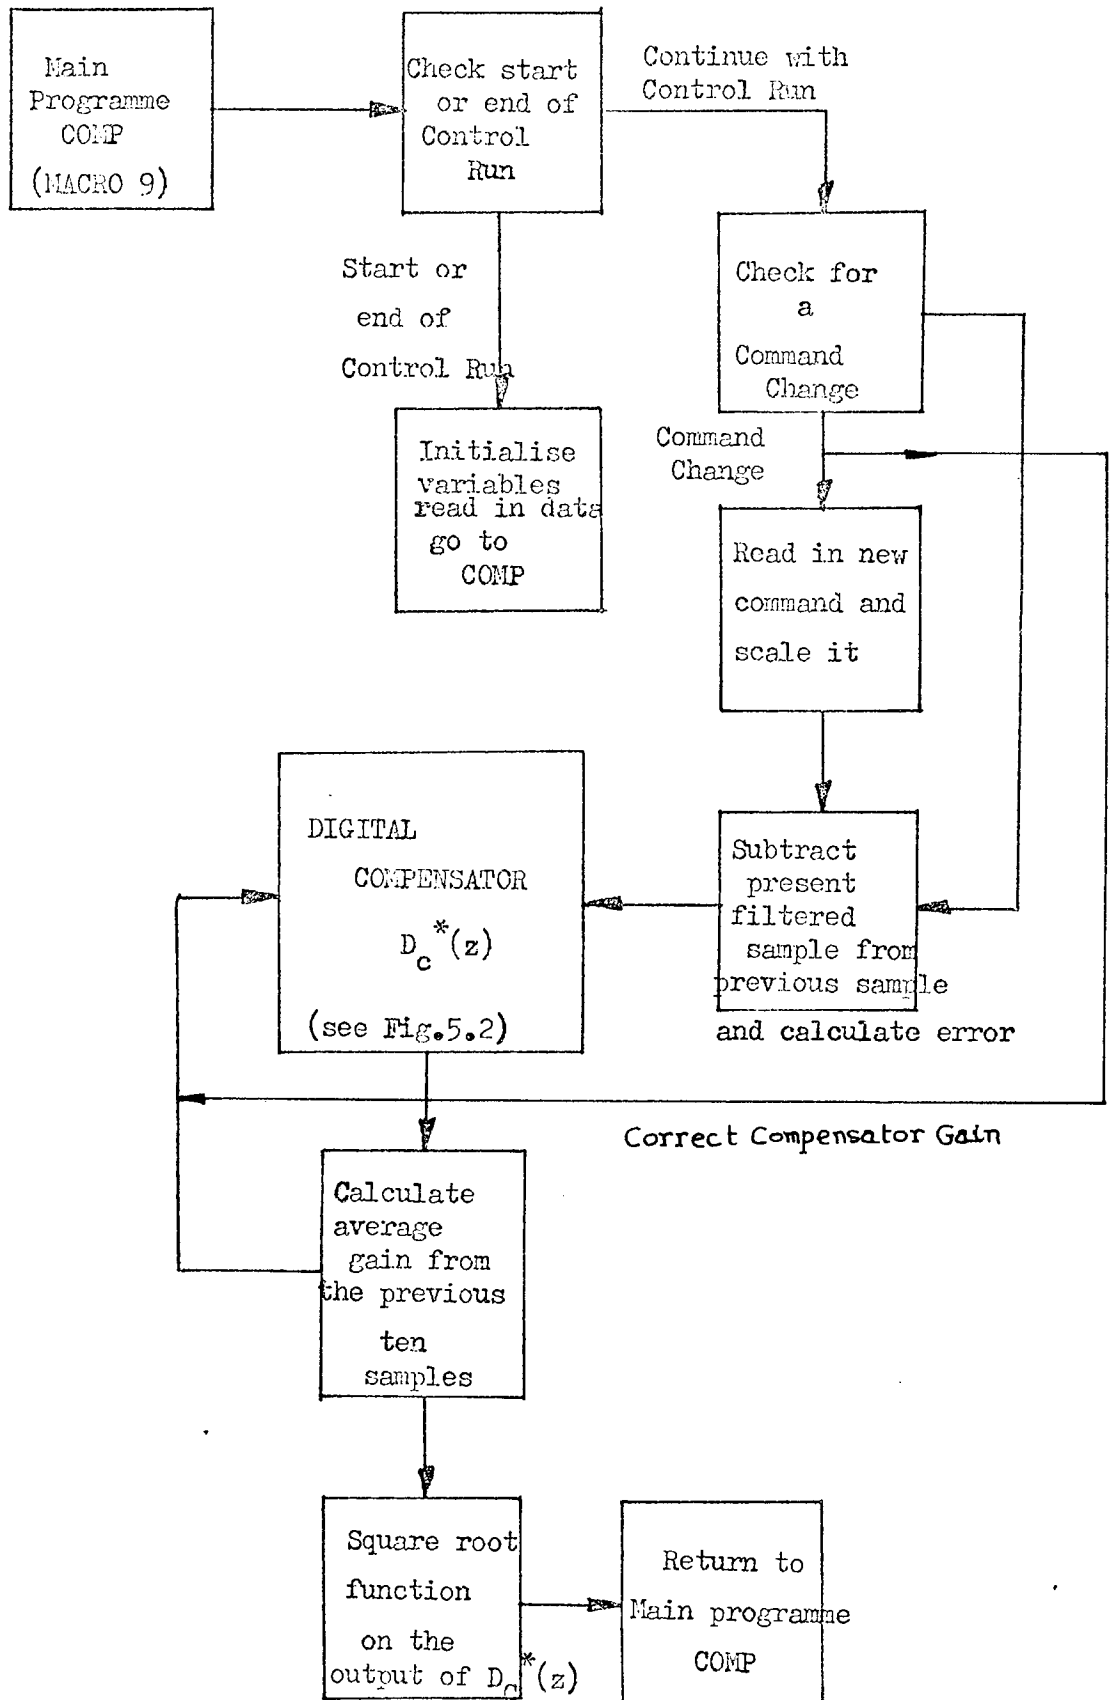 Main
Programme
COMP
(MACRO 9)
Check start
or end of
Control
Run
Continue with
Control Run
Start or
end of
Control Run
Check for
a
Command
Change
Command
Change
Initialise
variables
read in data
go to
COMP
Read in new
command and
scale it
DIGITAL
COMPENSATOR
D_c*(z)
(see Fig.5.2)
Subtract
present
filtered
sample from
previous sample
and calculate error
Correct Compensator Gain
Calculate
average
gain from
the previous
ten
samples
Square root
function
on the
output of D_c*(z)
Return to
Main programme
COMP